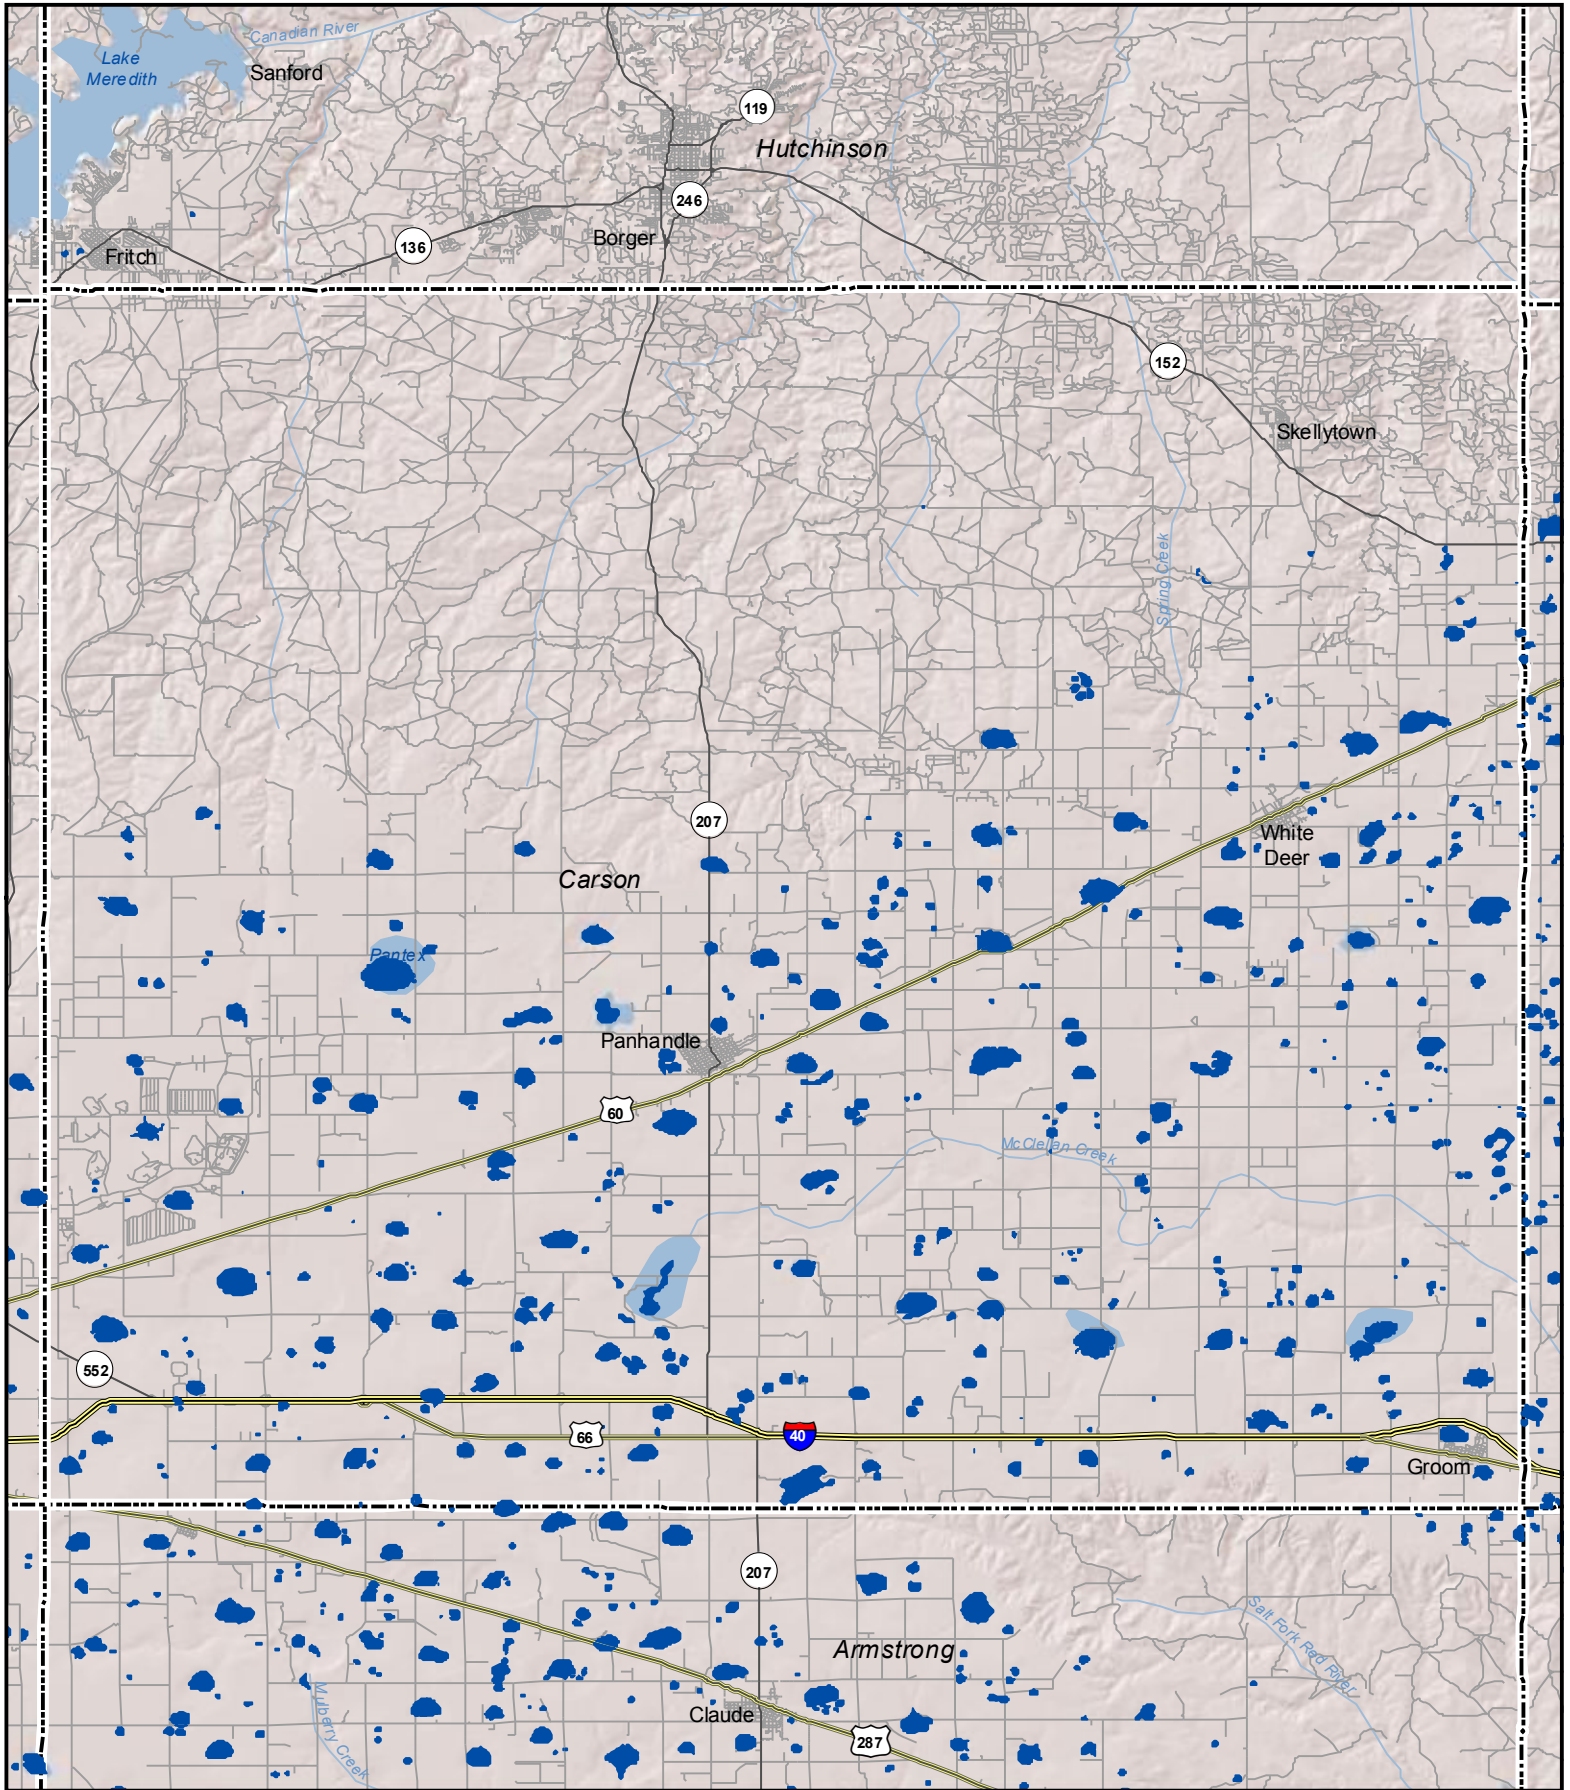 Canadian River
Lake
Meredith
Sanford
119
Hutchinson
246
Borger
136
Fritch
152
Skellytown
Spring Creek
207
White
Deer
Carson
Pantex
Panhandle
60
McClellan Creek
552
66
40
Groom
207
Salt Fork Red River
Armstrong
Mulberry Creek
Claude
287